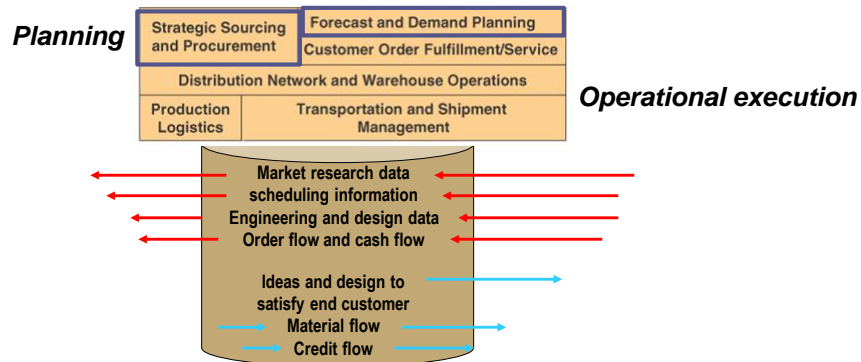 Planning
Strategic Sourcing
and Procurement
Forecast and Demand Planning
Customer Order Fulfillment/Service
Distribution Network and Warehouse Operations
Operational execution
Production
Logistics
Transportation and Shipment
Management
Market research data
scheduling information
Engineering and design data
Order flow and cash flow
Ideas and design to
satisfy end customer
Material flow
Credit flow